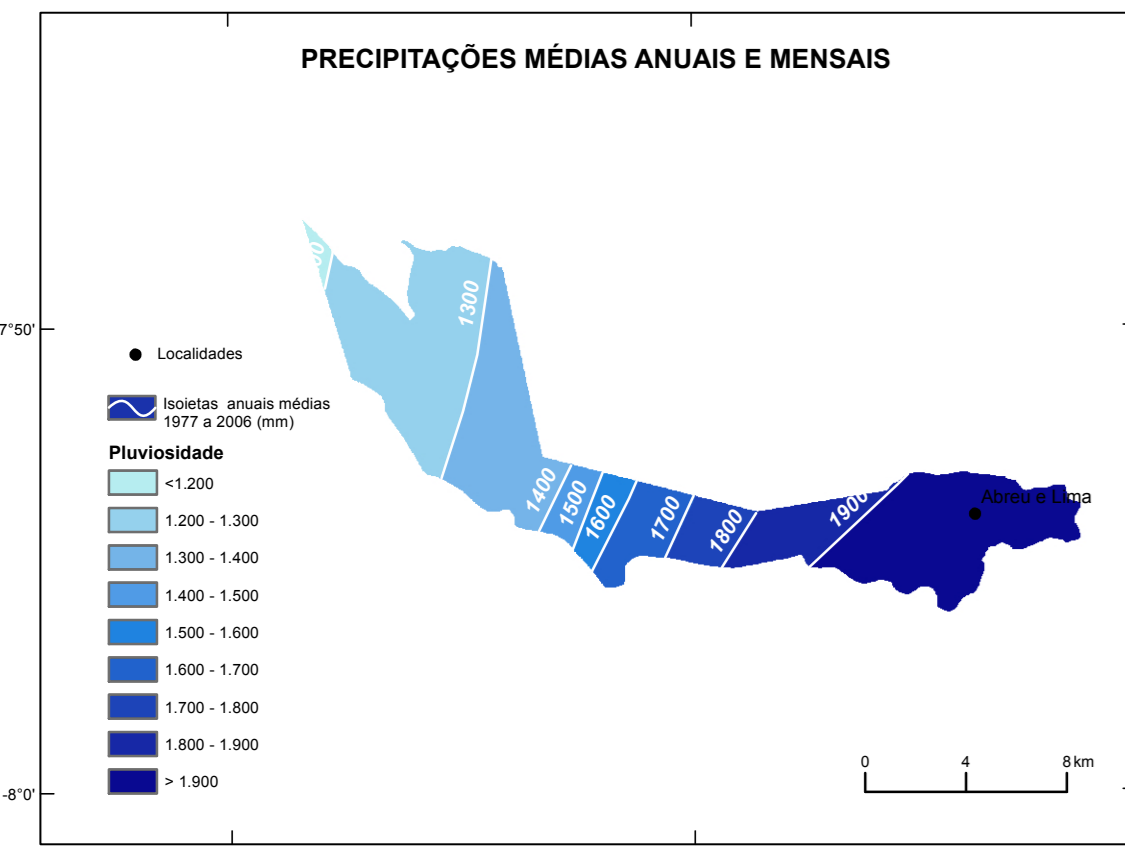 PRECIPITAÇÕES MÉDIAS ANUAIS E MENSAIS
1300
7°50'
Localidades
Isoietas anuais médias
1977 a 2006 (mm)
Pluviosidade
<1.200
1.200 - 1.300
1.300 - 1.400
1.400 - 1.500
1.500 - 1.600
1.600 - 1.700
1.700 - 1.800
1.800 - 1.900
> 1.900
1400
1500
1600
1700
1800
1900
Abreu e Lima
0 4 8 km
-8°0'